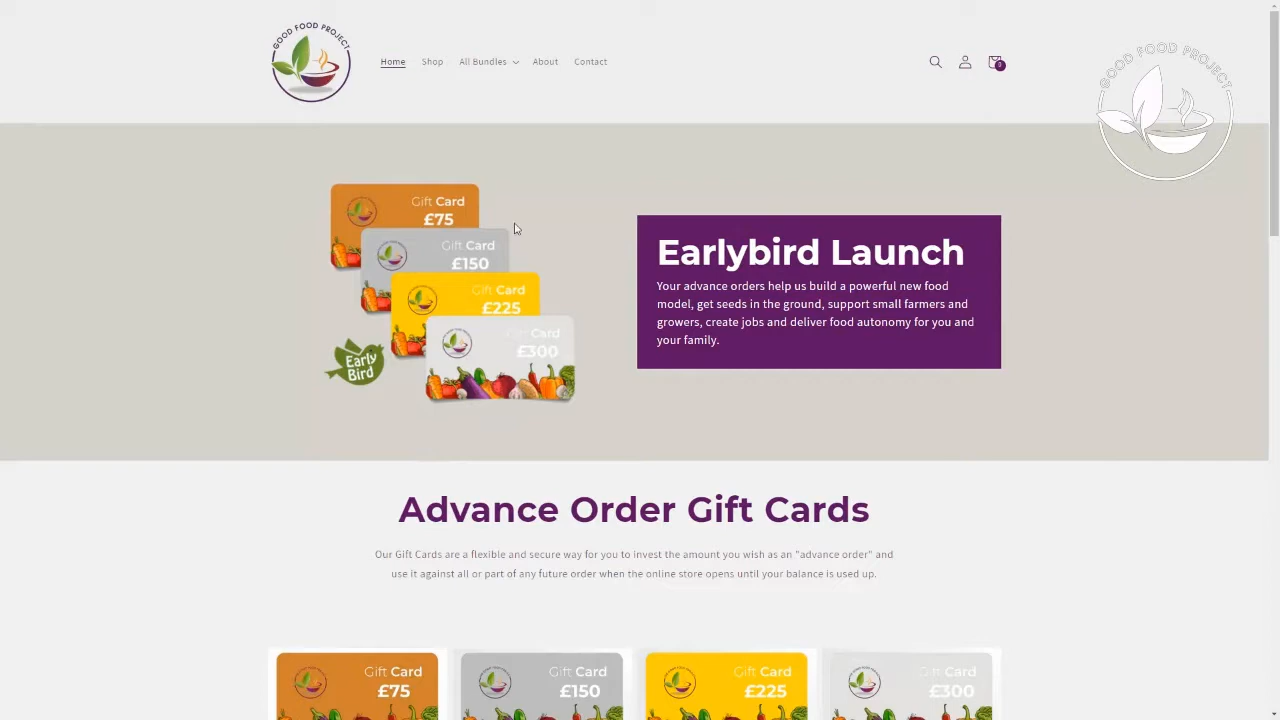 GOOD FOOD PROJECT
Home Shop All Bundles About Contact
0
GOOD FOOD PROJECT
Gift Card
£75
Gift Card
£150
Gift Card
£225
Gift Card
£300
Early
Bird
Earlybird Launch
Your advance orders help us build a powerful new food
model, get seeds in the ground, support small farmers and
growers, create jobs and deliver food autonomy for you and
your family.
Advance Order Gift Cards
Our Gift Cards are a flexible and secure way for you to invest the amount you wish as an "advance order" and
use it against all or part of any future order when the online store opens until your balance is used up.
Gift Card
£75
Gift Card
£150
Gift Card
£225
Gift Card
£300